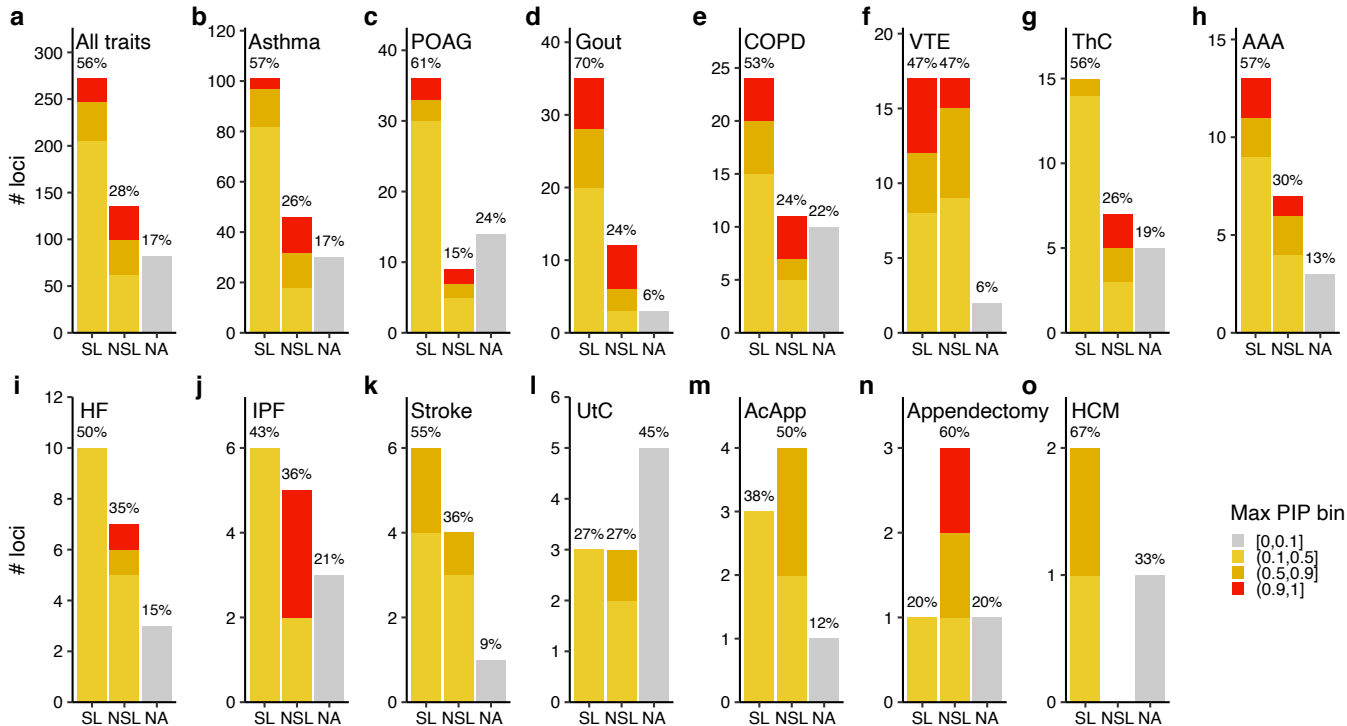 a
All traits
# loci
300
250
200
150
100
50
0
56%
28%
17%
SL NSL NA
b
Asthma
120
100
80
60
40
20
0
57%
26%
17%
SL NSL NA
c
POAG
40
30
20
10
0
61%
15%
24%
SL NSL NA
d
Gout
40
30
20
10
0
70%
24%
6%
SL NSL NA
e
COPD
25
20
15
10
5
0
53%
24%
22%
SL NSL NA
f
VTE
20
15
10
5
0
47% 47%
6%
SL NSL NA
g
ThC
15
10
5
0
56%
26%
19%
SL NSL NA
h
AAA
15
10
5
0
57%
30%
13%
SL NSL NA
i
HF
# loci
12
10
8
6
4
2
0
50%
35%
15%
SL NSL NA
j
IPF
6
4
2
0
43%
36%
21%
SL NSL NA
k
Stroke
6
4
2
0
55%
36%
9%
SL NSL NA
l
UtC
6
5
4
3
2
1
0
27% 27%
45%
SL NSL NA
m
AcApp
4
3
2
1
0
38%
50%
12%
SL NSL NA
n
Appendectomy
3
2
1
0
20%
60%
20%
SL NSL NA
o
HCM
2
1
0
67%
33%
SL NSL NA
Max PIP bin
[0,0.1]
(0.1,0.5]
(0.5,0.9]
(0.9,1]